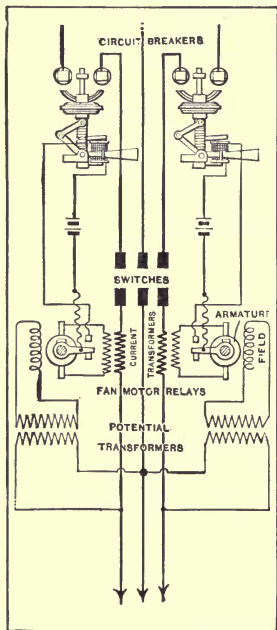 CIRCUIT BREAKERS
SWITCHES
ARMATURE
CURRENT
TRANSFORMERS
FIELD
FAN MOTOR RELAYS
POTENTIAL
TRANSFORMERS